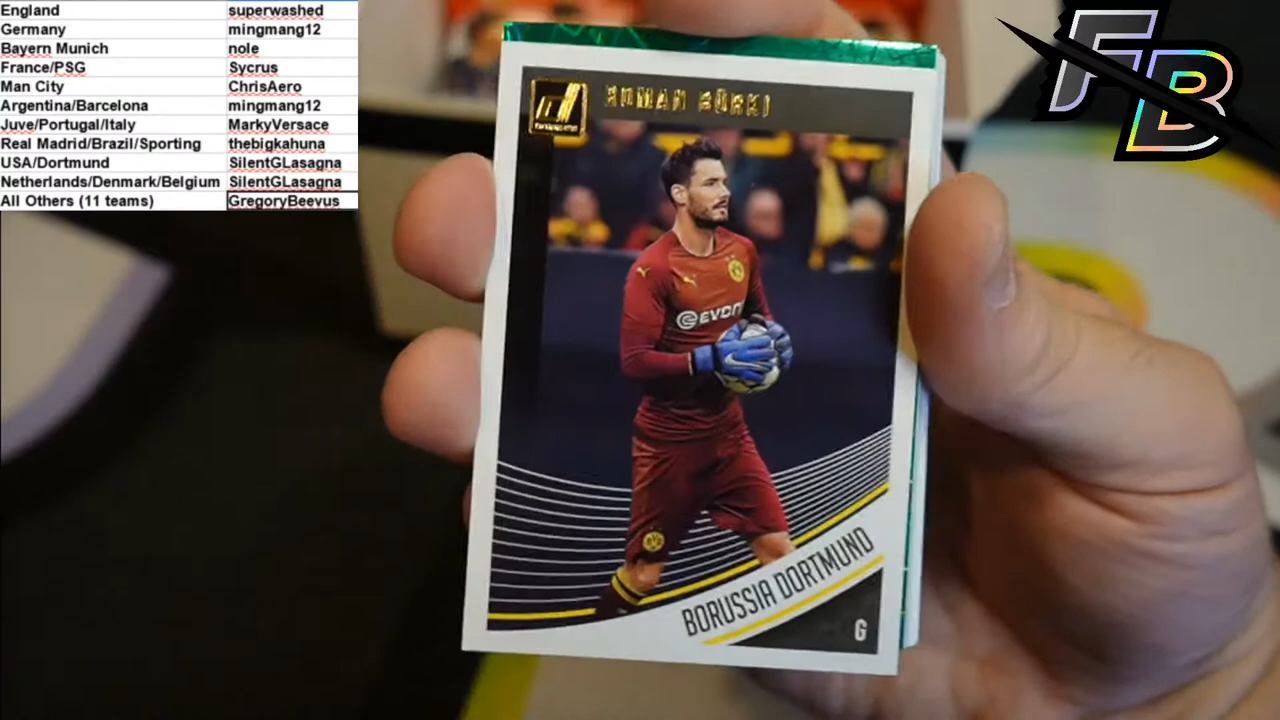 England superwashed
Germany mingmang12
Bayern Munich nole
France/PSG Sycrus
Man City ChrisAero
Argentina/Barcelona mingmang12
Juve/Portugal/Italy MarkyVersace
Real Madrid/Brazil/Sporting thebigkahuna
USA/Dortmund SilentGLasagna
Netherlands/Denmark/Belgium SilentGLasagna
All Others (11 teams) GregoryBeevus
FB
ROMAN BÜRKI
EVON
BORUSSIA DORTMUND
G